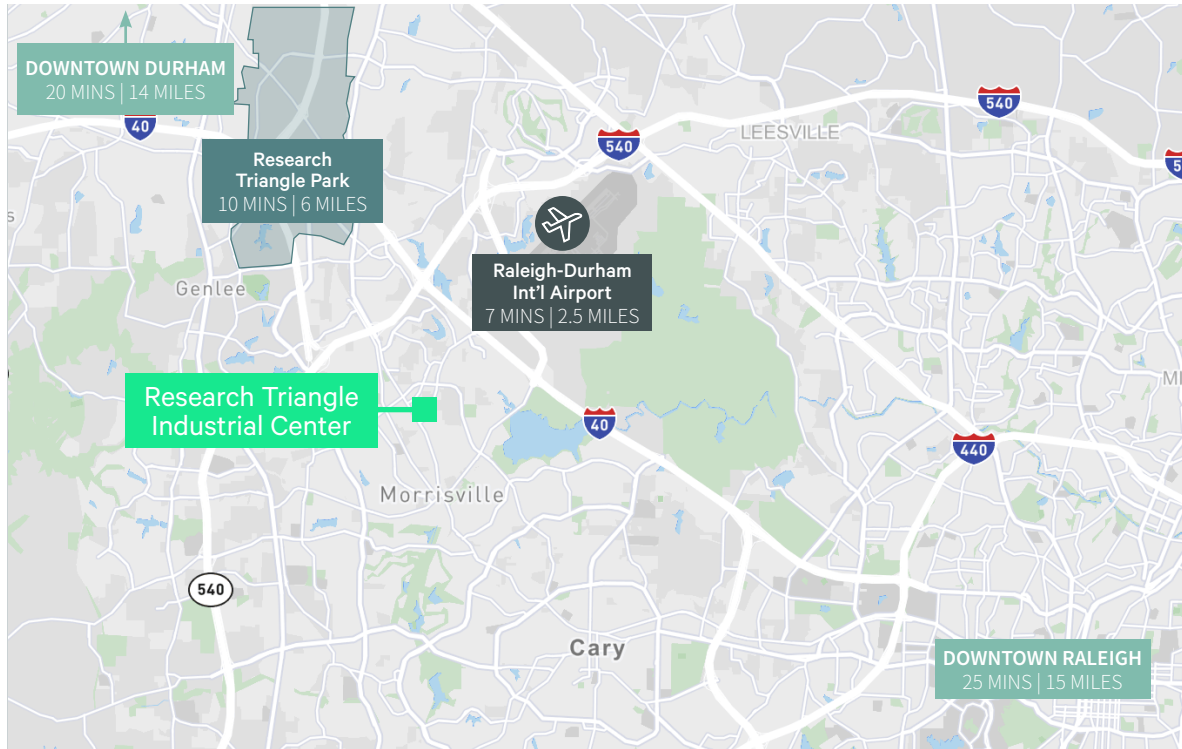 DOWNTOWN DURHAM
20 MINS | 14 MILES
40
Research
Triangle Park
10 MINS | 6 MILES
540
LEESVILLE
540
Raleigh-Durham
Int'l Airport
7 MINS | 2.5 MILES
Genlee
Research Triangle
Industrial Center
40
440
Morrisville
540
Cary
DOWNTOWN RALEIGH
25 MINS | 15 MILES